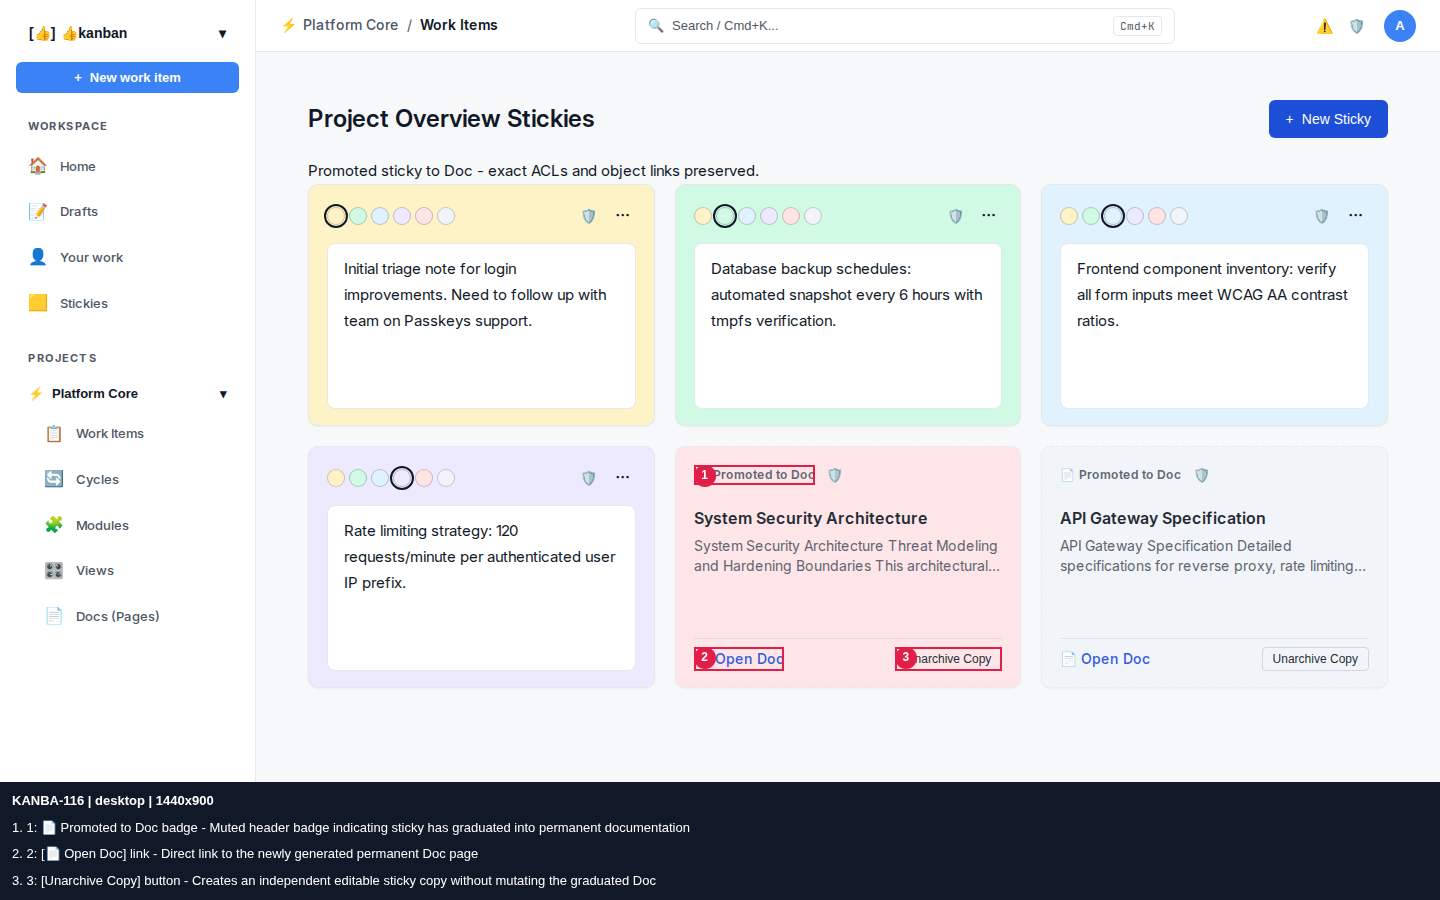 [👍] 👍kanban ▼
+ New work item
WORKSPACE
Home
Drafts
Your work
Stickies
PROJECTS
Platform Core ▼
Work Items
Cycles
Modules
Views
Docs (Pages)
⚡ Platform Core / Work Items
Search / Cmd+K...
Cmd+K
A
Project Overview Stickies
+ New Sticky
Promoted sticky to Doc - exact ACLs and object links preserved.
Initial triage note for login
improvements. Need to follow up with
team on Passkeys support.
Database backup schedules:
automated snapshot every 6 hours with
tmpfs verification.
Frontend component inventory: verify
all form inputs meet WCAG AA contrast
ratios.
Rate limiting strategy: 120
requests/minute per authenticated user
IP prefix.
1 Promoted to Doc
System Security Architecture
System Security Architecture Threat Modeling
and Hardening Boundaries This architectural...
2 Open Doc
3 narchive Copy
Promoted to Doc
API Gateway Specification
API Gateway Specification Detailed
specifications for reverse proxy, rate limiting...
Open Doc
Unarchive Copy
KANBA-116 | desktop | 1440x900
1. 1: 📄 Promoted to Doc badge - Muted header badge indicating sticky has graduated into permanent documentation
2. 2: [📄 Open Doc] link - Direct link to the newly generated permanent Doc page
3. 3: [Unarchive Copy] button - Creates an independent editable sticky copy without mutating the graduated Doc